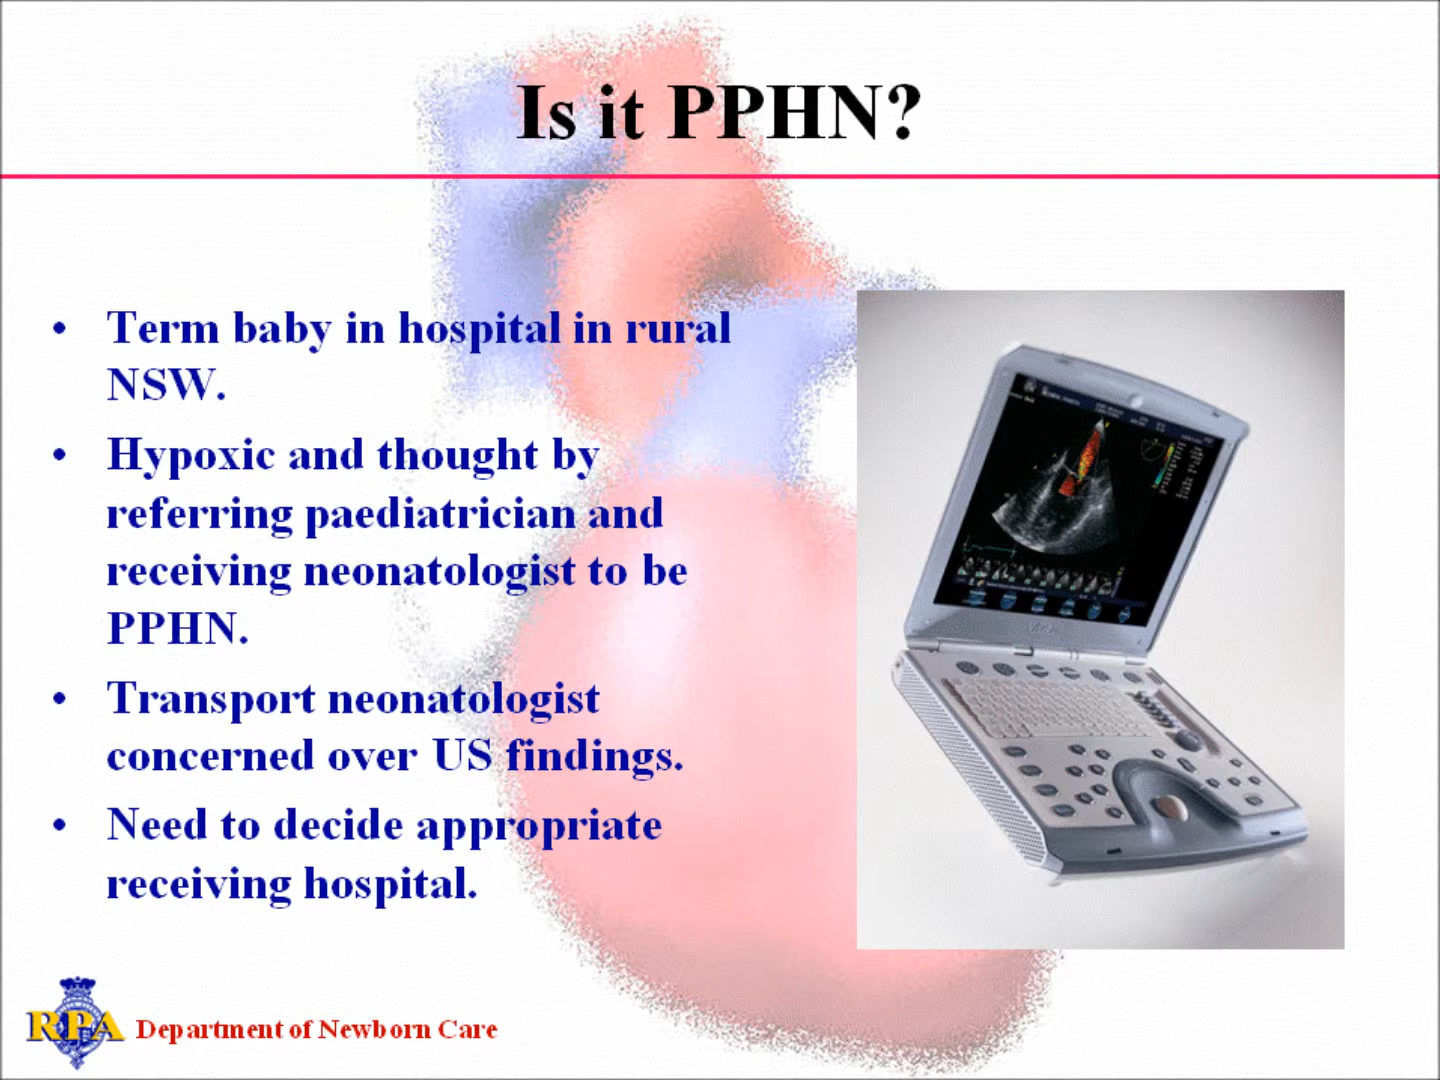 Is it PPHN?
• Term baby in hospital in rural
NSW.
• Hypoxic and thought by
referring paediatrician and
receiving neonatologist to be
PPHN.
• Transport neonatologist
concerned over US findings.
• Need to decide appropriate
receiving hospital.
RPA Department of Newborn Care